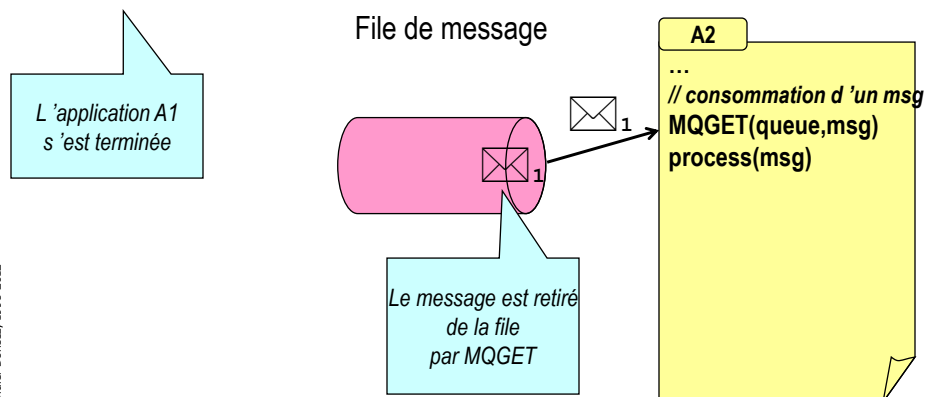 File de message
L ’application A1
s ’est terminée
1
1
Le message est retiré
de la file
par MQGET
A2
…
// consommation d ’un msg
MQGET(queue,msg)
process(msg)